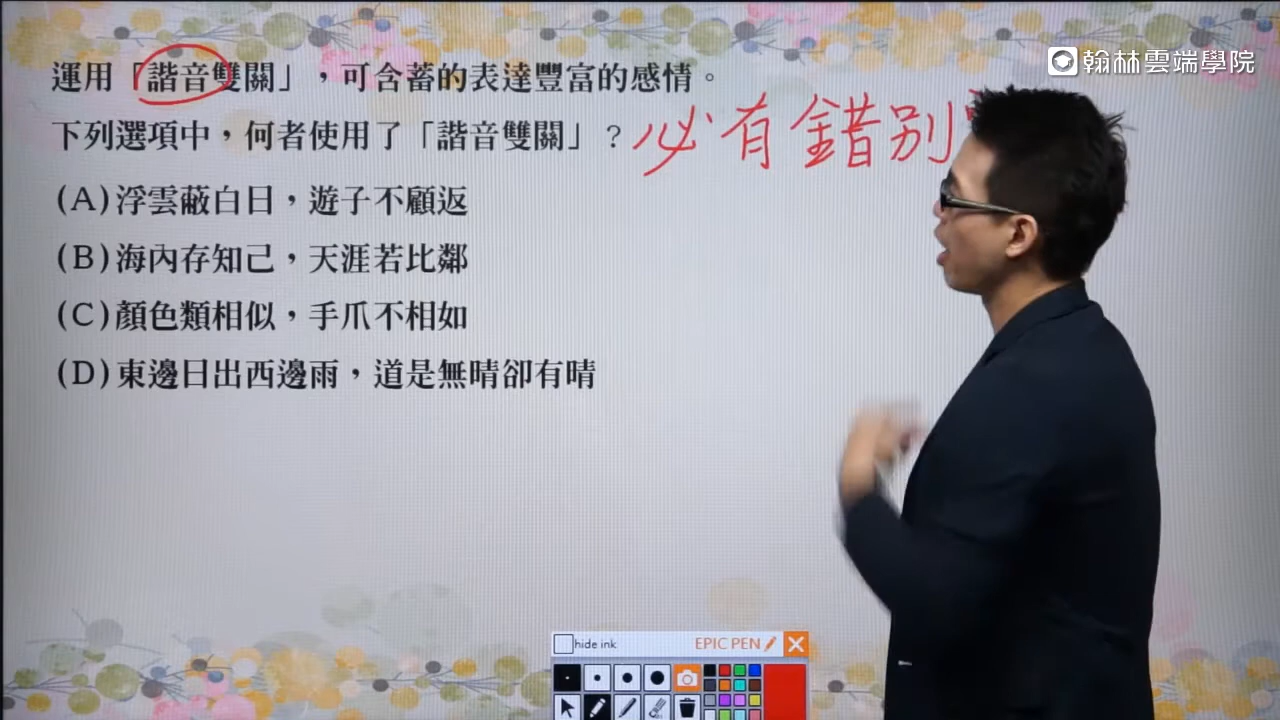 翰林雲端學院
運用「諧音雙關」，可含蓄的表達豐富的感情。
下列選項中，何者使用了「諧音雙關」？必有錯別
(A)浮雲蔽白日，遊子不顧返
(B)海內存知己，天涯若比鄰
(C)顏色類相似，手爪不相如
(D)東邊日出西邊雨，道是無晴卻有晴
hide ink EPIC PEN